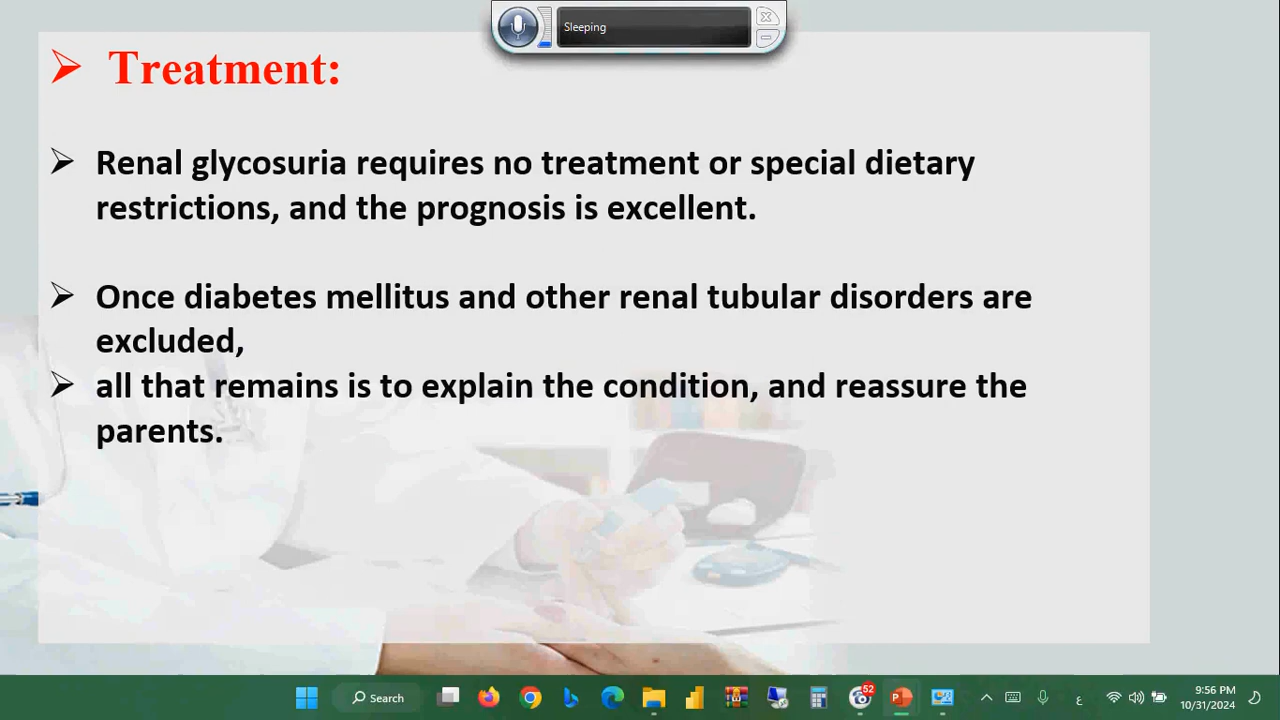 Sleeping
➢ Treatment:
➢ Renal glycosuria requires no treatment or special dietary
restrictions, and the prognosis is excellent.
➢ Once diabetes mellitus and other renal tubular disorders are
excluded,
➢ all that remains is to explain the condition, and reassure the
parents.
Search
52
ع
9:56 PM
10/31/2024